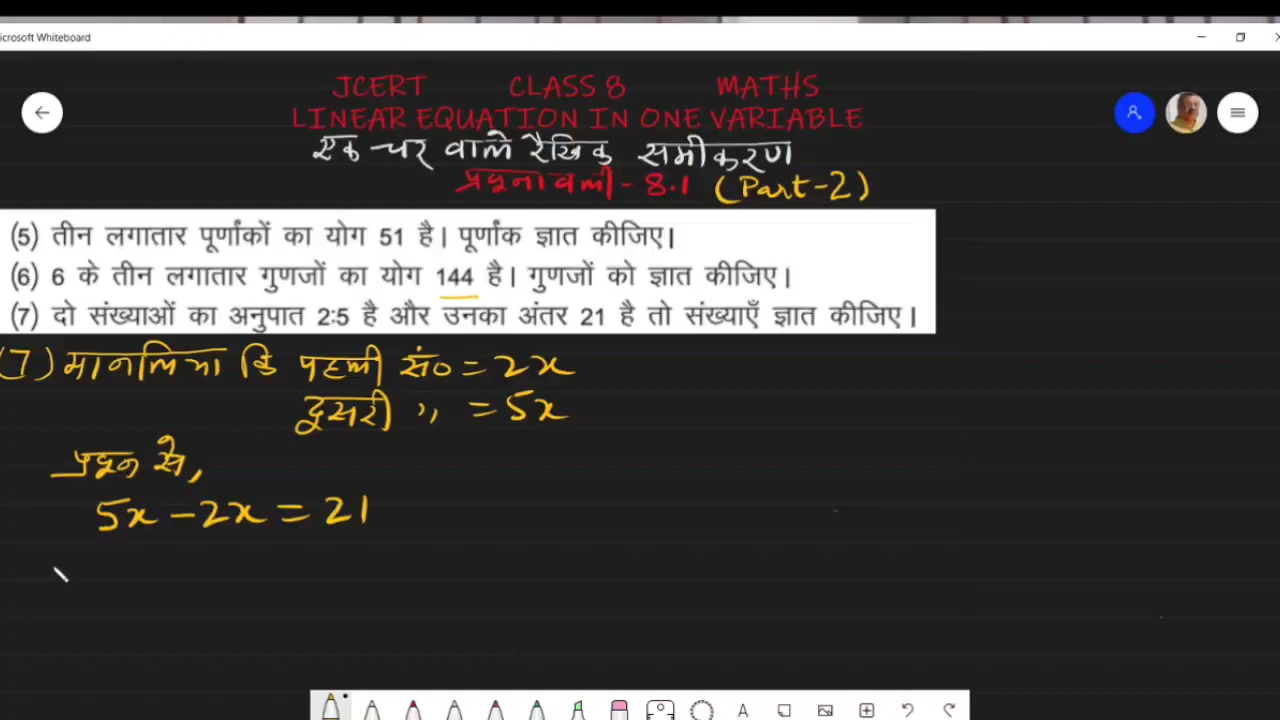 icrosoft Whiteboard
JCERT CLASS 8 MATHS
LINEAR EQUATION IN ONE VARIABLE
एक चर वाले रैखिक समीकरण
प्रश्नावली - 8.1 (Part-2)
(5) तीन लगातार पूर्णांकों का योग 51 है। पूर्णांक ज्ञात कीजिए।
(6) 6 के तीन लगातार गुणजों का योग 144 है। गुणजों को ज्ञात कीजिए।
(7) दो संख्याओं का अनुपात 2:5 है और उनका अंतर 21 है तो संख्याएँ ज्ञात कीजिए।
(7) मानलिया कि पहली सं० = 2x
दुसरी ,, = 5x
प्रश्न से,
5x - 2x = 21